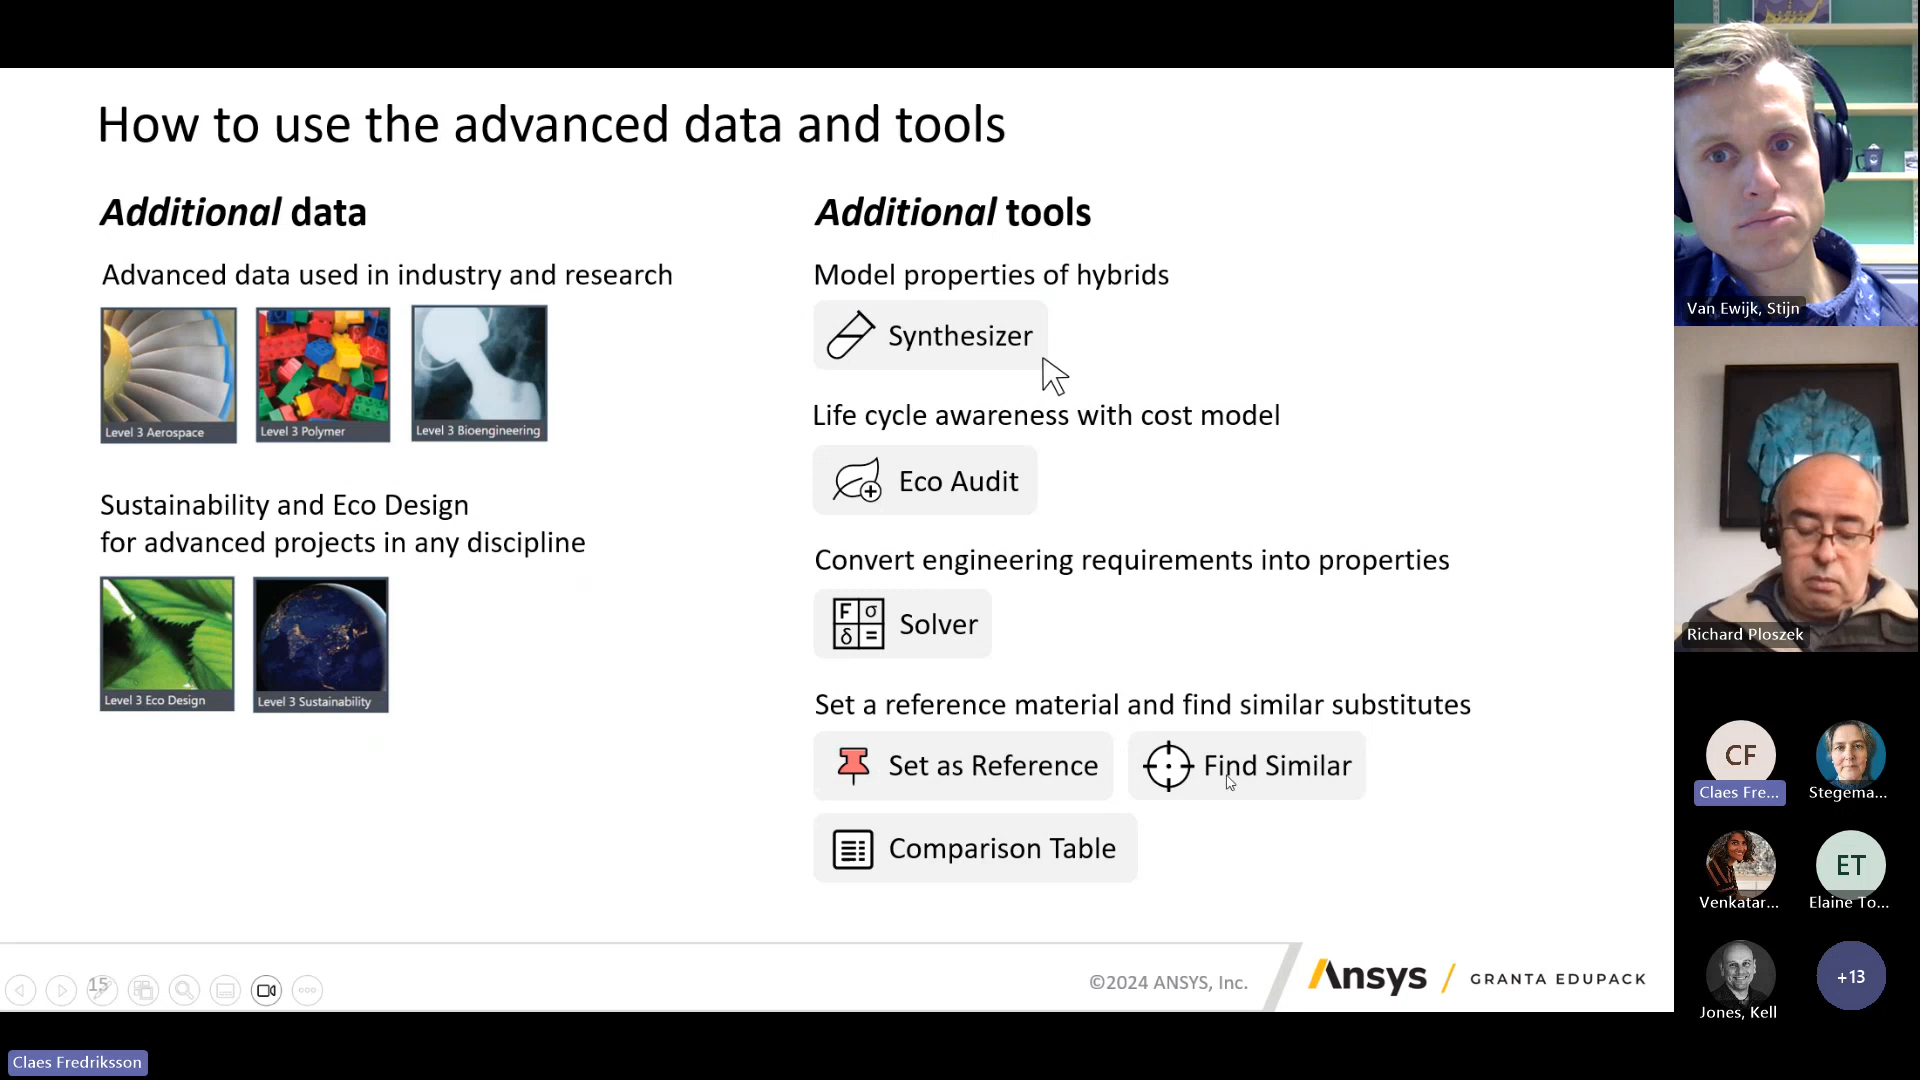 How to use the advanced data and tools
Additional data
Advanced data used in industry and research
Level 3 Aerospace
Level 3 Polymer
Level 3 Bioengineering
Sustainability and Eco Design
for advanced projects in any discipline
Level 3 Eco Design
Level 3 Sustainability
Additional tools
Model properties of hybrids
Synthesizer
Life cycle awareness with cost model
Eco Audit
Convert engineering requirements into properties
F σ
δ =
Solver
Set a reference material and find similar substitutes
Set as Reference
Find Similar
Comparison Table
15
©2024 ANSYS, Inc.
Ansys / GRANTA EDUPACK
Van Ewijk, Stijn
Richard Ploszek
CF
Claes Fre...
Stegema...
Venkatar...
ET
Elaine To...
Jones, Kell
+13
Claes Fredriksson